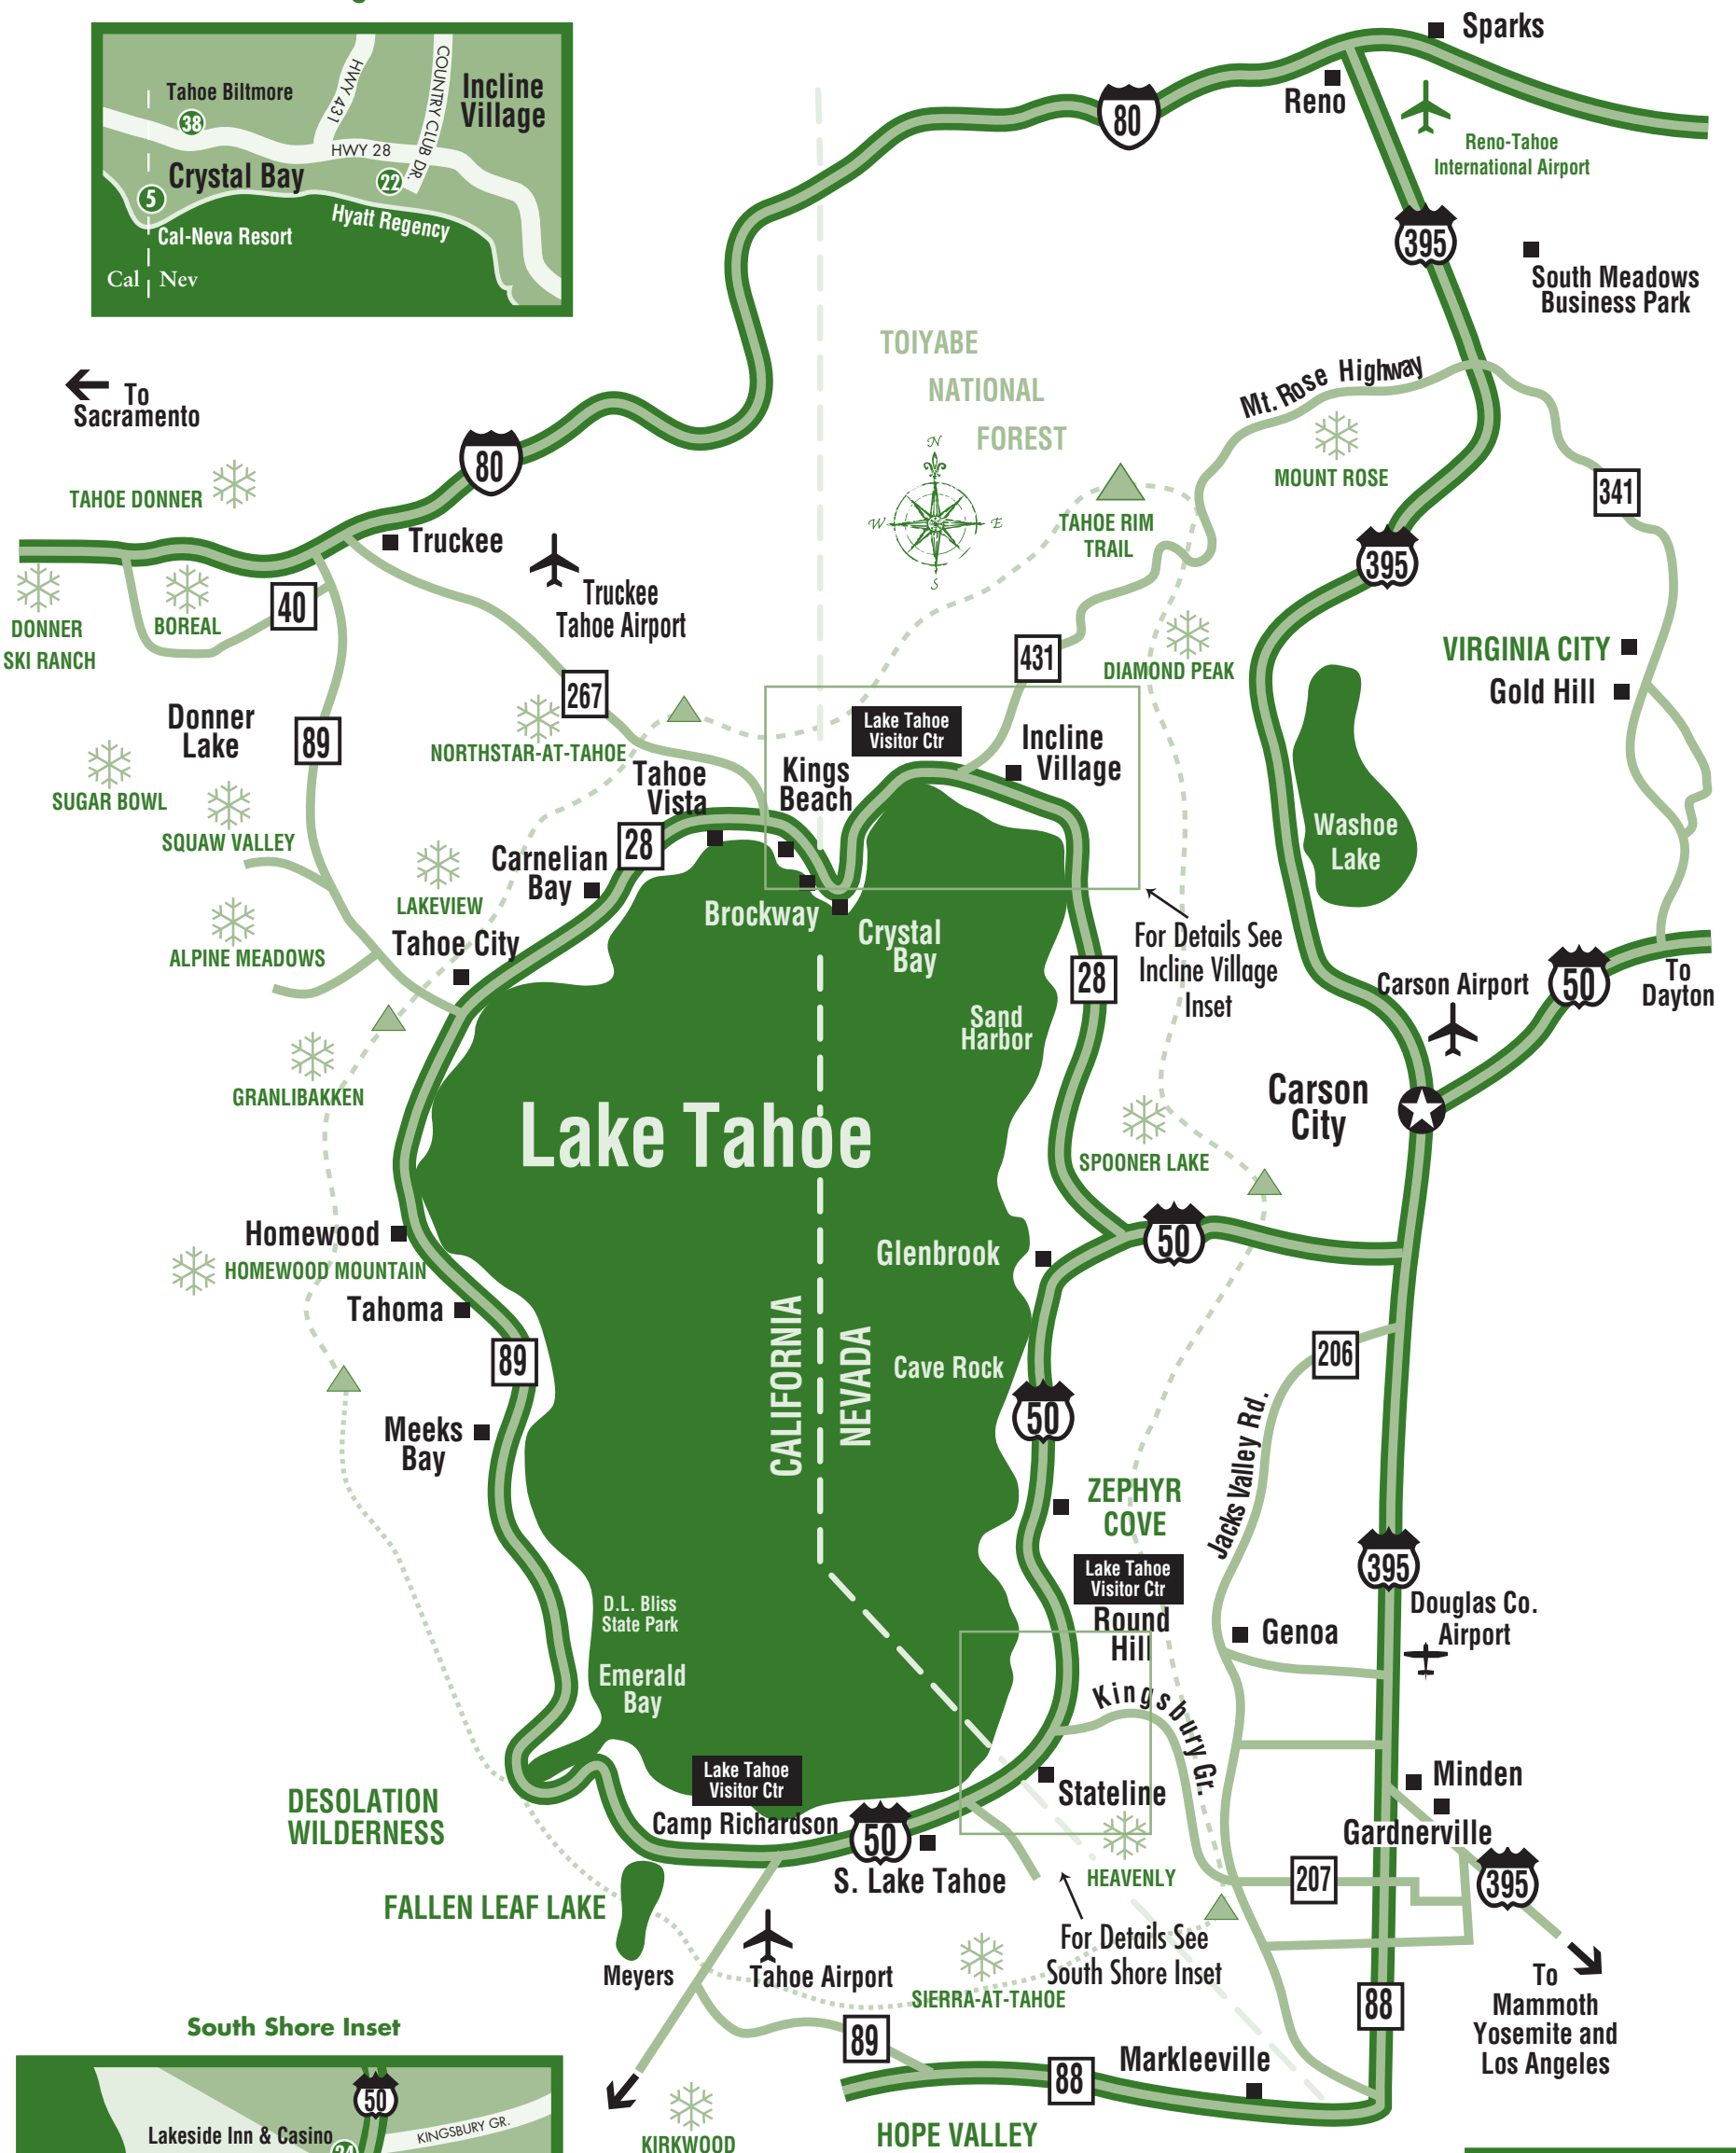 Tahoe Biltmore
38
HWY 431
COUNTRY CLUB DR.
Incline
Village
HWY 28
Crystal Bay
22
5
Hyatt Regency
Cal-Neva Resort
Cal
Nev
Sparks
Reno
80
Reno-Tahoe
International Airport
395
South Meadows
Business Park
TOIYABE
NATIONAL
FOREST
Mt. Rose Highway
To
Sacramento
80
N
W
E
S
MOUNT ROSE
341
TAHOE DONNER
Truckee
TAHOE RIM
TRAIL
395
Truckee
Tahoe Airport
40
DONNER
SKI RANCH
BOREAL
431
DIAMOND PEAK
VIRGINIA CITY
Gold Hill
267
Donner
Lake
89
NORTHSTAR-AT-TAHOE
Lake Tahoe
Visitor Ctr
Incline
Village
SUGAR BOWL
Tahoe
Vista
Kings
Beach
SQUAW VALLEY
28
Carnelian
Bay
Washoe
Lake
LAKEVIEW
Brockway
Crystal
Bay
ALPINE MEADOWS
Tahoe City
For Details See
Incline Village
Inset
28
Carson Airport
50
To
Dayton
Sand
Harbor
GRANLIBAKKEN
Carson
City
Lake Tahoe
SPOONER LAKE
Homewood
50
Glenbrook
HOMEWOOD MOUNTAIN
Tahoma
CALIFORNIA
NEVADA
89
206
Cave Rock
50
Jacks Valley Rd.
Meeks
Bay
ZEPHYR
COVE
395
Lake Tahoe
Visitor Ctr
D.L. Bliss
State Park
Round
Hill
Douglas Co.
Airport
Genoa
Emerald
Bay
Kingsbury Gr.
Lake Tahoe
Visitor Ctr
Minden
Stateline
DESOLATION
WILDERNESS
Camp Richardson
50
Gardnerville
S. Lake Tahoe
HEAVENLY
207
395
FALLEN LEAF LAKE
For Details See
South Shore Inset
Meyers
Tahoe Airport
SIERRA-AT-TAHOE
To
Mammoth
Yosemite and
Los Angeles
88
South Shore Inset
89
Markleeville
88
50
KINGSBURY GR.
Lakeside Inn & Casino
KIRKWOOD
HOPE VALLEY